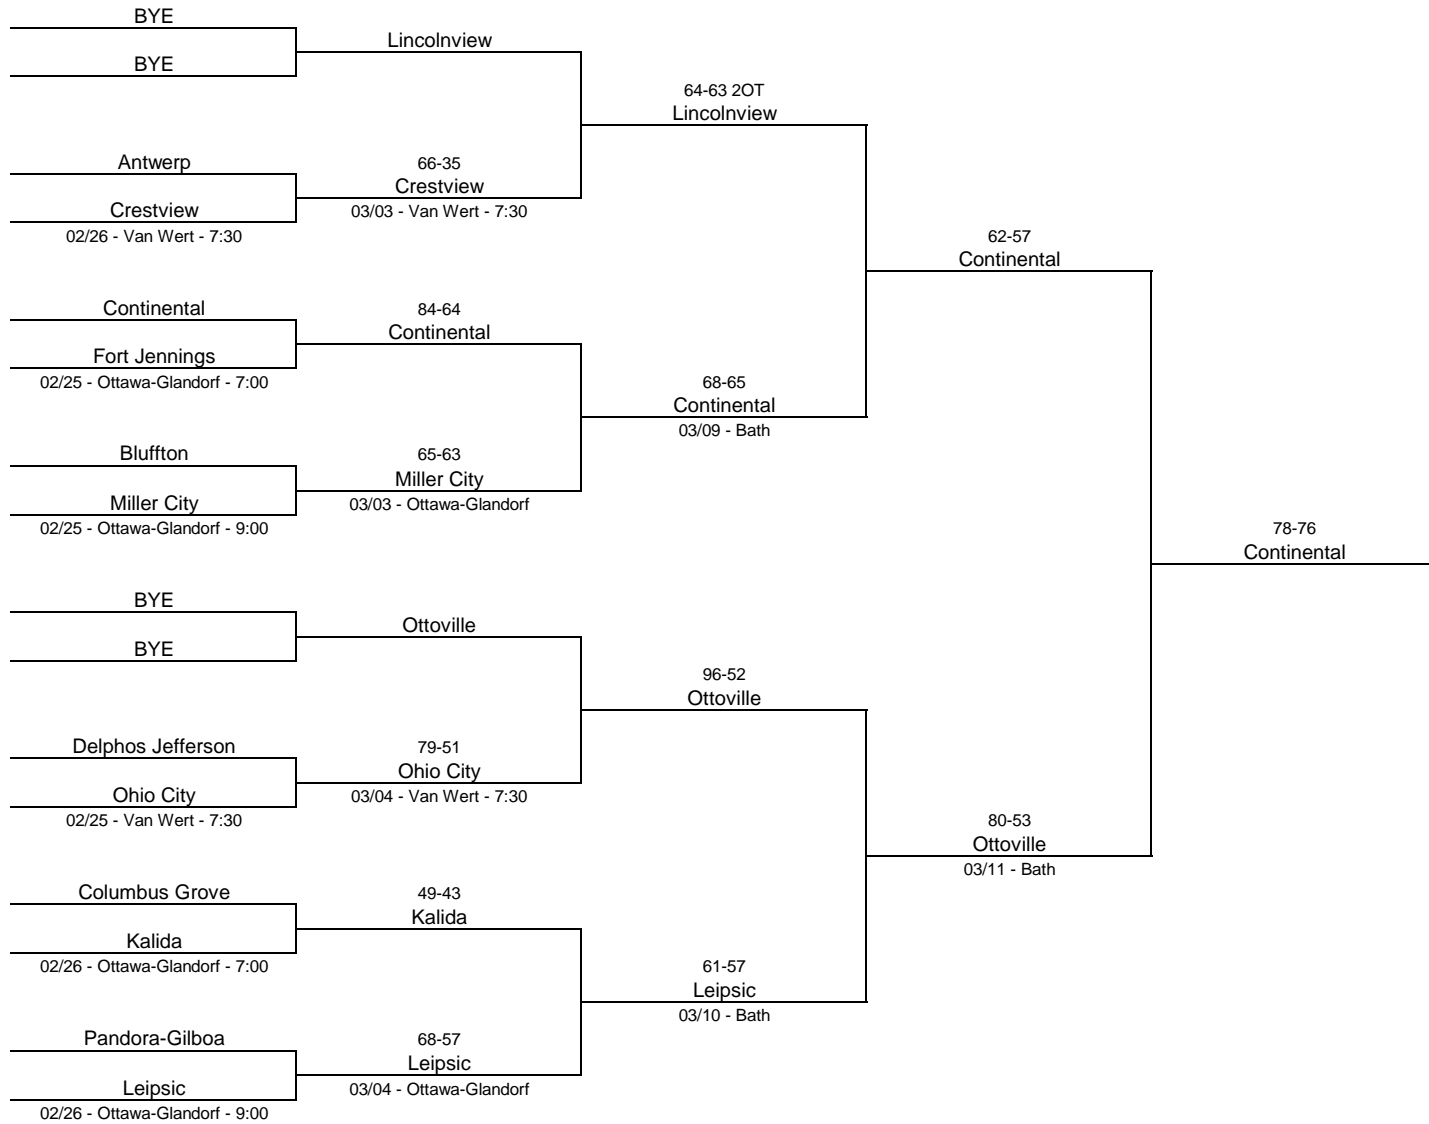 BYE
Lincolnview
BYE
64-63 2OT
Lincolnview
Antwerp
66-35
Crestview
Crestview
03/03 - Van Wert - 7:30
02/26 - Van Wert - 7:30
62-57
Continental
Continental
84-64
Continental
Fort Jennings
02/25 - Ottawa-Glandorf - 7:00
68-65
Continental
03/09 - Bath
Bluffton
65-63
Miller City
Miller City
03/03 - Ottawa-Glandorf
02/25 - Ottawa-Glandorf - 9:00
78-76
Continental
BYE
Ottoville
BYE
96-52
Ottoville
Delphos Jefferson
79-51
Ohio City
Ohio City
03/04 - Van Wert - 7:30
02/25 - Van Wert - 7:30
80-53
Ottoville
03/11 - Bath
Columbus Grove
49-43
Kalida
Kalida
02/26 - Ottawa-Glandorf - 7:00
61-57
Leipsic
03/10 - Bath
Pandora-Gilboa
68-57
Leipsic
Leipsic
03/04 - Ottawa-Glandorf
02/26 - Ottawa-Glandorf - 9:00